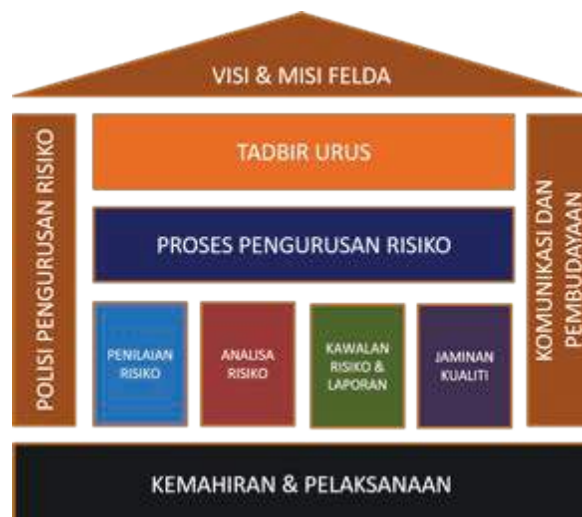 VISI & MISI FELDA
POLISI PENGURUSAN RISIKO
TADBIR URUS
PROSES PENGURUSAN RISIKO
PENILAIAN
RISIKO
ANALISA
RISIKO
KAWALAN
RISIKO &
LAPORAN
JAMINAN
KUALITI
KOMUNIKASI DAN
PEMBUDAYAAN
KEMAHIRAN & PELAKSANAAN